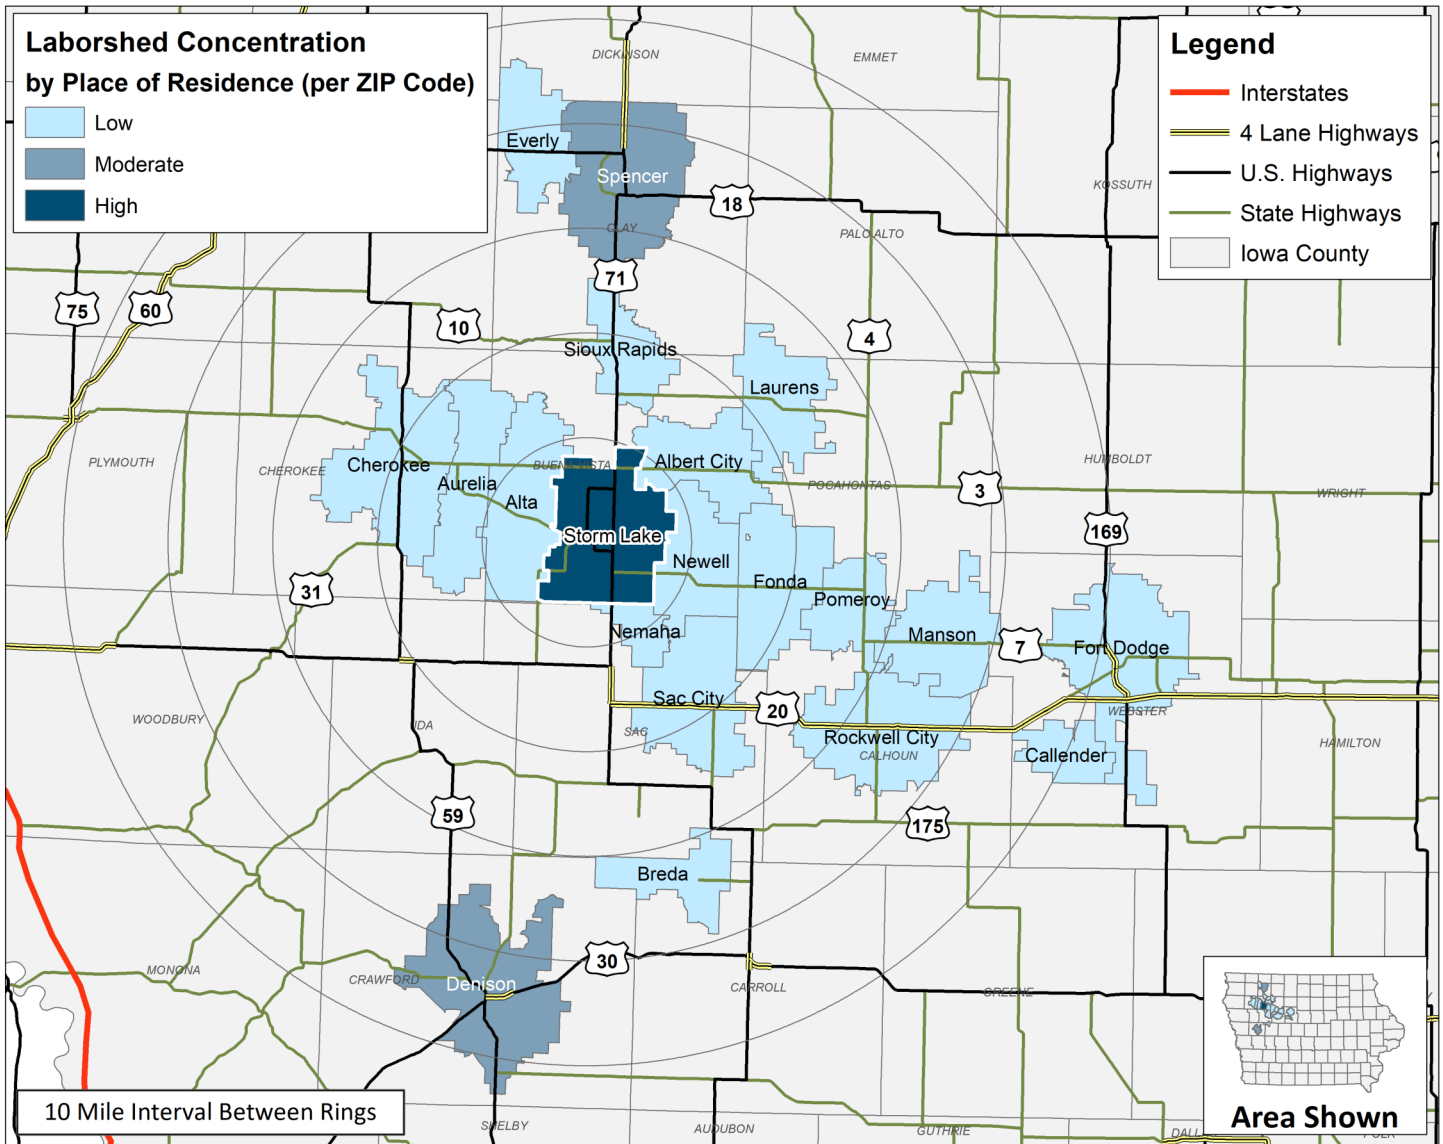 Laborshed Concentration
by Place of Residence (per ZIP Code)
Low
Moderate
High
Legend
Interstates
4 Lane Highways
U.S. Highways
State Highways
Iowa County
DICKINSON
EMMET
Everly
Spencer
KOSSUTH
18
CLAY
PALO ALTO
71
75
60
10
4
Sioux Rapids
Laurens
PLYMOUTH
CHEROKEE
Cherokee
BUENA VISTA
Albert City
HUMBOLDT
Aurelia
POCAHONTAS
3
WRIGHT
Alta
Storm Lake
169
Newell
Fonda
31
Pomeroy
Nemaha
Manson
7
Fort Dodge
Sac City
20
WOODBURY
IDA
SAC
WEBSTER
Rockwell City
CALHOUN
Callender
HAMILTON
59
175
Breda
30
MONONA
CRAWFORD
Denison
CARROLL
GREENE
10 Mile Interval Between Rings
Area Shown
SHELBY
AUDUBON
GUTHRIE